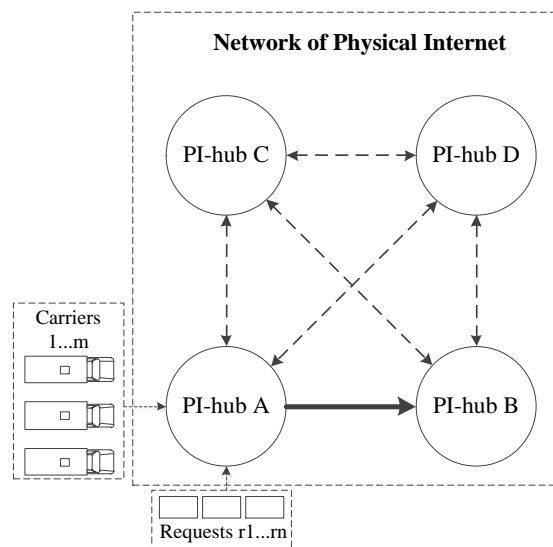 Network of Physical Internet
PI-hub C
PI-hub D
Carriers
1...m
PI-hub A
PI-hub B
Requests r1...rn